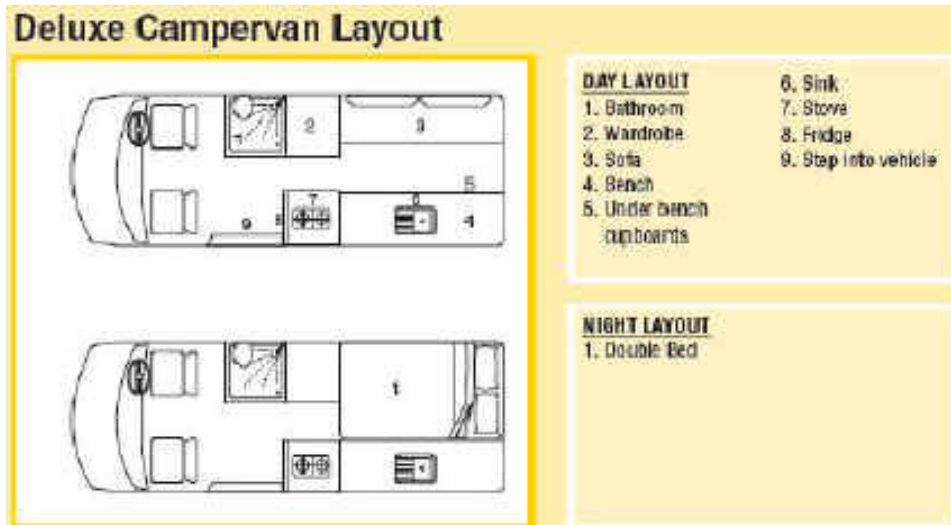 Deluxe Campervan Layout
DAY LAYOUT
1. Bathroom
2. Wardrobe
3. Sofa
4. Bench
5. Under bench
cupboards
6. Sink
7. Stove
8. Fridge
9. Step into vehicle
1
2
3
5
7
6
9
8
4
NIGHT LAYOUT
1. Double Bed
1